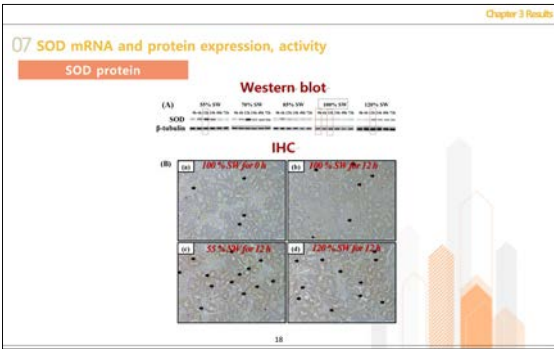 Chapter 3 Results
07 SOD mRNA and protein expression, activity
SOD protein
Western blot
(A)
55% SW 70% SW 85% SW 100% SW 120% SW
SOD
β-tubulin
IHC
(B)
(a) 100 % SW for 0 h
(b) 100 % SW for 12 h
(c) 55 % SW for 12 h
(d) 120 % SW for 12 h
18